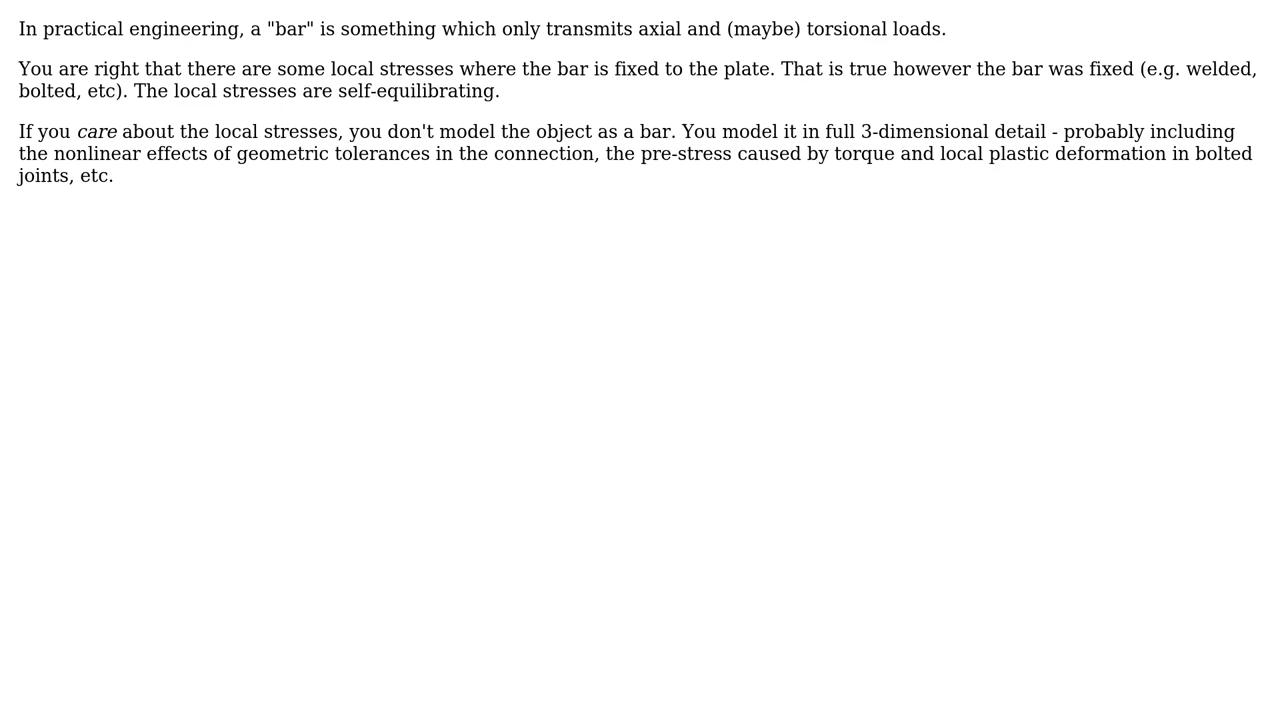 In practical engineering, a "bar" is something which only transmits axial and (maybe) torsional loads.
You are right that there are some local stresses where the bar is fixed to the plate. That is true however the bar was fixed (e.g. welded,
bolted, etc). The local stresses are self-equilibrating.
If you care about the local stresses, you don't model the object as a bar. You model it in full 3-dimensional detail - probably including
the nonlinear effects of geometric tolerances in the connection, the pre-stress caused by torque and local plastic deformation in bolted
joints, etc.